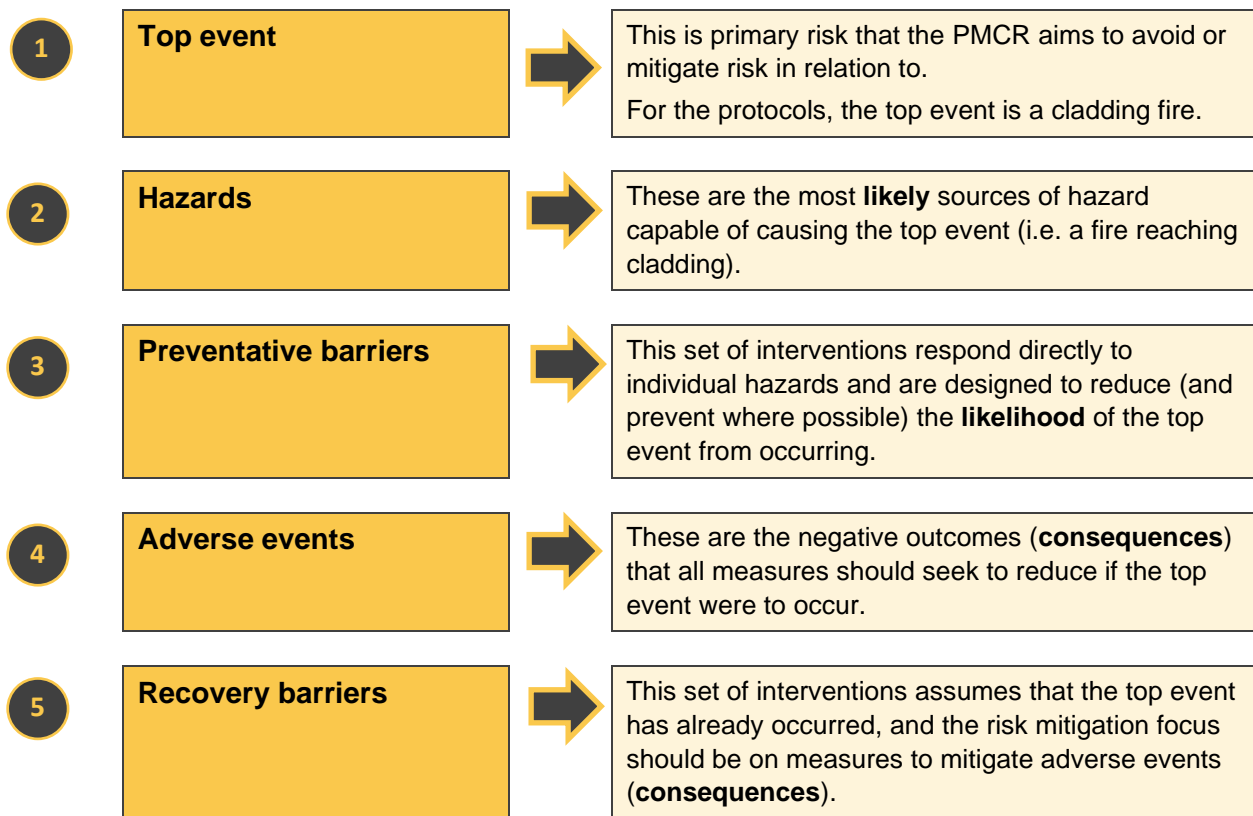 1
Top event
This is primary risk that the PMCR aims to avoid or
mitigate risk in relation to.
For the protocols, the top event is a cladding fire.
2
Hazards
These are the most likely sources of hazard
capable of causing the top event (i.e. a fire reaching
cladding).
3
Preventative barriers
This set of interventions respond directly to
individual hazards and are designed to reduce (and
prevent where possible) the likelihood of the top
event from occurring.
4
Adverse events
These are the negative outcomes (consequences)
that all measures should seek to reduce if the top
event were to occur.
5
Recovery barriers
This set of interventions assumes that the top event
has already occurred, and the risk mitigation focus
should be on measures to mitigate adverse events
(consequences).